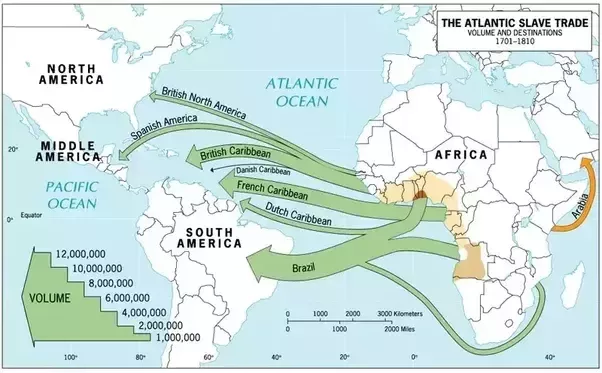 THE ATLANTIC SLAVE TRADE
VOLUME AND DESTINATIONS
1701–1810
NORTH
AMERICA
ATLANTIC
OCEAN
British North America
Spanish America
MIDDLE
AMERICA
British Caribbean
Danish Caribbean
AFRICA
20°
20°
PACIFIC
OCEAN
French Caribbean
Arabia
Equator
0°
0°
Dutch Caribbean
SOUTH
AMERICA
Brazil
12,000,000
10,000,000
8,000,000
VOLUME
6,000,000
4,000,000
2,000,000
1,000,000
0 1000 2000 3000 Kilometers
0 1000 2000 Miles
100°
80°
60°
40°
20°
0°
40°